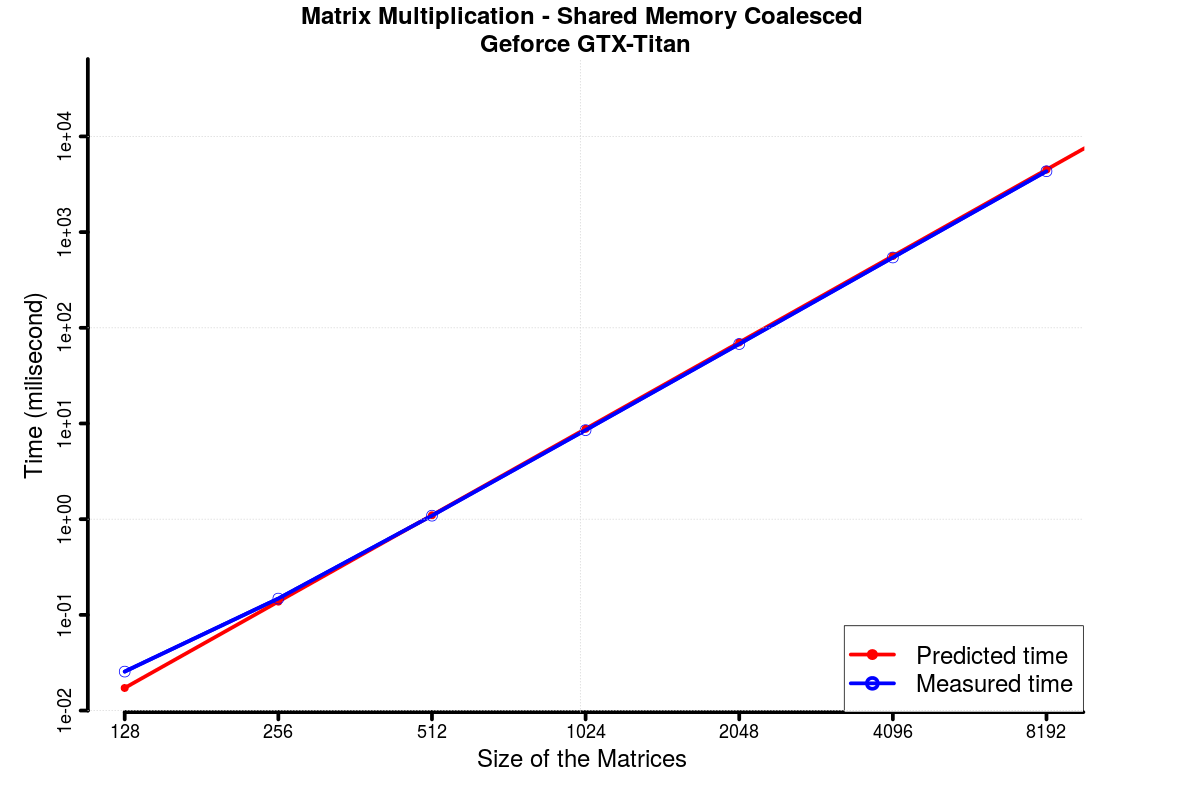 Matrix Multiplication - Shared Memory Coalesced
Geforce GTX-Titan
Time (milisecond)
1e+04
1e+03
1e+02
1e+01
1e+00
1e-01
1e-02
128 256 512 1024 2048 4096 8192
Size of the Matrices
Predicted time
Measured time